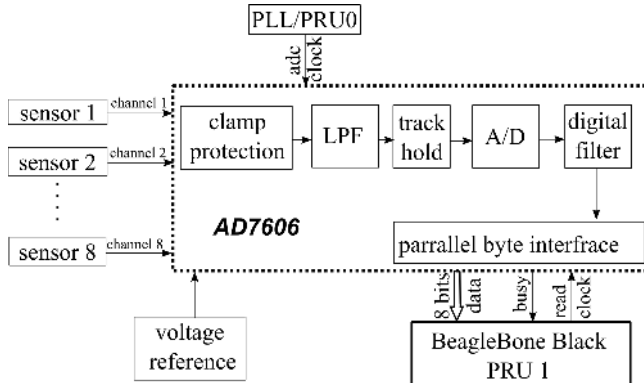 PLL/PRU0
adc
clock
sensor 1
channel 1
sensor 2
channel 2
sensor 8
channel 8
clamp
protection
LPF
track
hold
A/D
digital
filter
AD7606
parrallel byte interfrace
8 bits
data
busy
read
clock
voltage
reference
BeagleBone Black
PRU 1